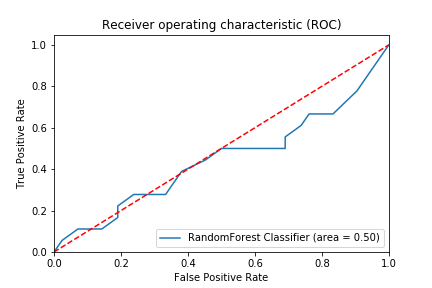 Receiver operating characteristic (ROC)
1.0
0.8
0.6
0.4
0.2
0.0
True Positive Rate
RandomForest Classifier (area = 0.50)
0.0 0.2 0.4 0.6 0.8 1.0
False Positive Rate